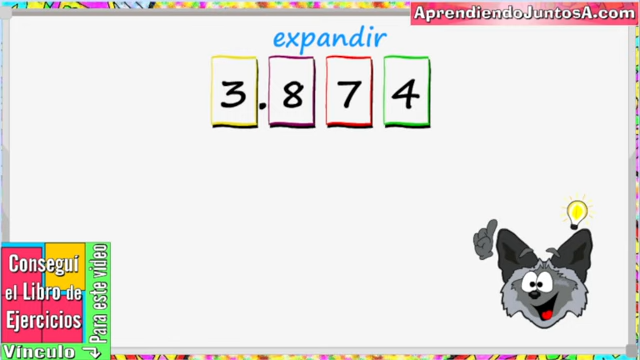 AprendiendoJuntosA.com
expandir
3.874
Conseguí
el Libro de
Ejercicios
Vínculo
Para este video